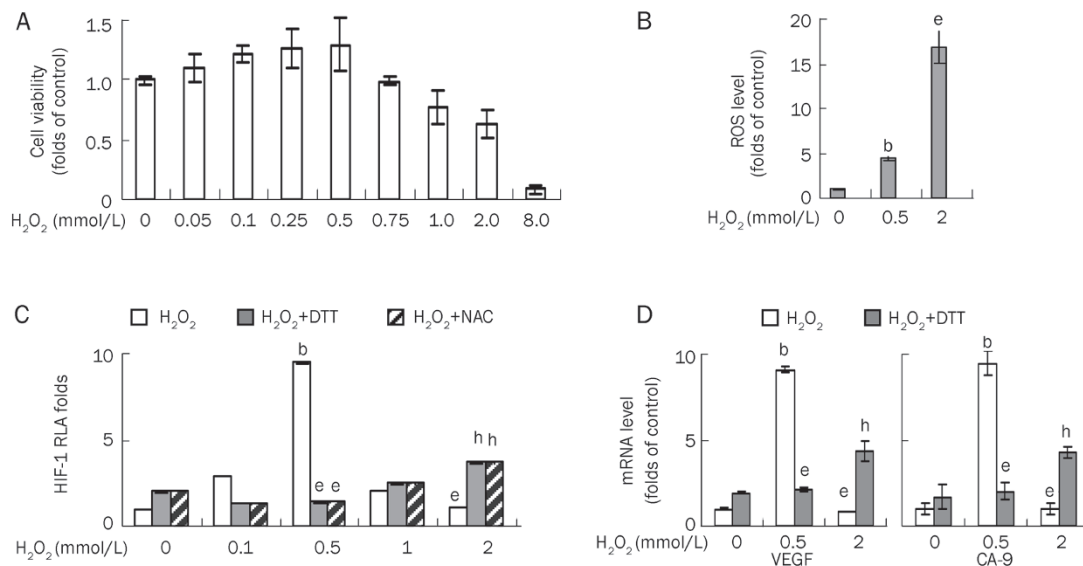 A
Cell viability
(folds of control)
1.5
1.0
0.5
0
H₂O₂ (mmol/L) 0 0.05 0.1 0.25 0.5 0.75 1.0 2.0 8.0
B
ROS level
(folds of control)
20
15
10
5
0
b
e
H₂O₂ (mmol/L) 0 0.5 2
C
H₂O₂ H₂O₂+DTT H₂O₂+NAC
HIF-1 RLA folds
10
5
0
b
e e
e
h h
H₂O₂ (mmol/L) 0 0.1 0.5 1 2
D
H₂O₂ H₂O₂+DTT
mRNA level
(folds of control)
10
5
0
b
e
e
h
b
e
e
h
H₂O₂ (mmol/L) 0 0.5 2 0 0.5 2
VEGF CA-9